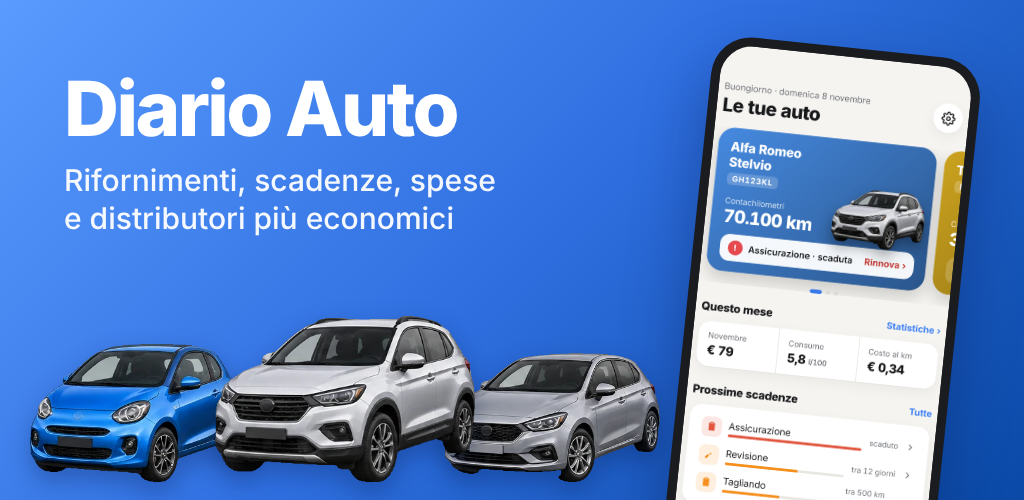 Diario Auto
Rifornimenti, scadenze, spese
e distributori più economici
Buongiorno · domenica 8 novembre
Le tue auto
Alfa Romeo
Stelvio
GH123KL
Contachilometri
70.100 km
! Assicurazione · scaduta Rinnova ›
Questo mese
Statistiche ›
Novembre
€ 79
Consumo
5,8 l/100
Costo al km
€ 0,34
Prossime scadenze
Tutte
Assicurazione
scaduto ›
Revisione
tra 12 giorni ›
Tagliando
tra 500 km